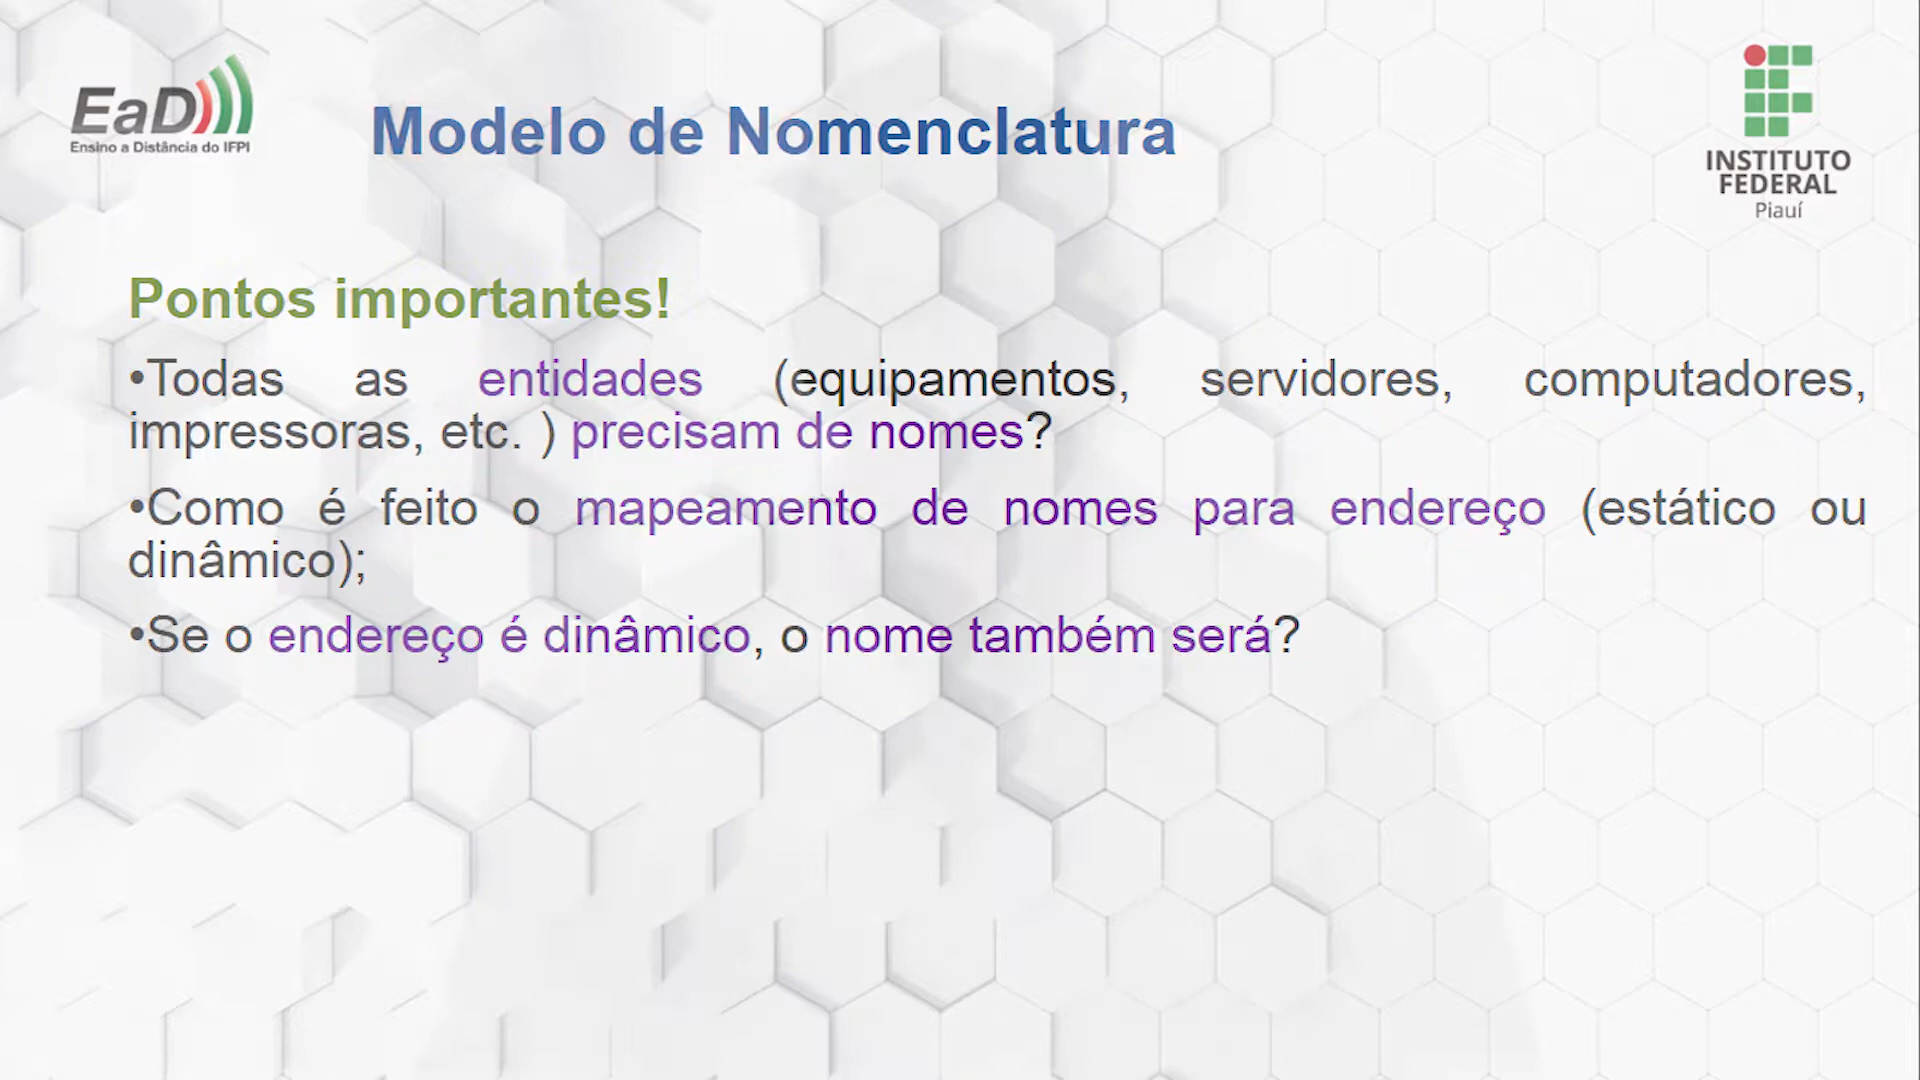 EaD
Ensino a Distância do IFPI
Modelo de Nomenclatura
INSTITUTO
FEDERAL
Piauí
Pontos importantes!
•Todas as entidades (equipamentos, servidores, computadores,
impressoras, etc. ) precisam de nomes?
•Como é feito o mapeamento de nomes para endereço (estático ou
dinâmico);
•Se o endereço é dinâmico, o nome também será?